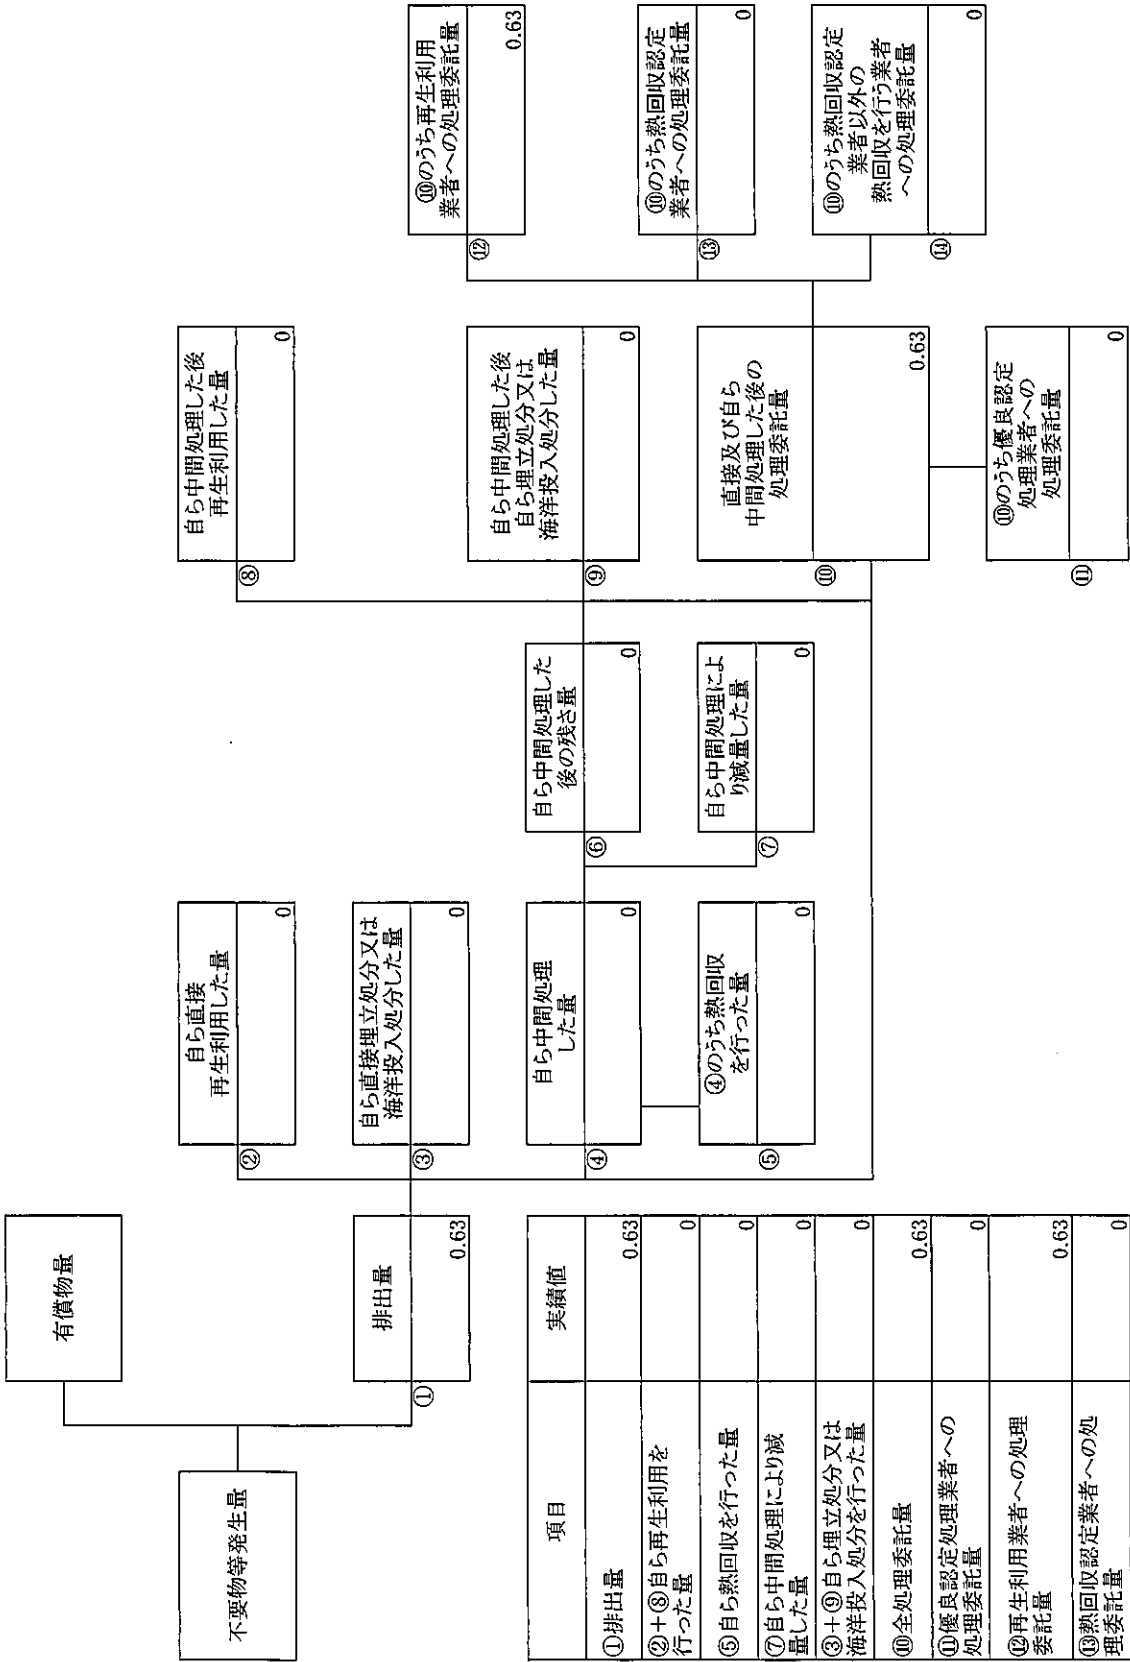 不要物等発生量
有償物量
①
排出量
0.63
②
自ら直接
再生利用した量
0
③
自ら直接埋立処分又は
海洋投入処分した量
0
④
自ら中間処理
した量
0
⑤
④のうち熱回収
を行った量
0
⑥
自ら中間処理した
後の残さ量
0
⑦
自ら中間処理によ
り減量した量
0
⑧
自ら中間処理した後
再生利用した量
0
⑨
自ら中間処理した後
自ら埋立処分又は
海洋投入処分した量
0
⑩
直接及び自ら
中間処理した後の
処理委託量
0.63
⑪
⑩のうち優良認定
処理業者への
処理委託量
0
⑫
⑩のうち再生利用
業者への処理委託量
0.63
⑬
⑩のうち熱回収認定
業者への処理委託量
0
⑭
⑩のうち熱回収認定
業者以外の
熱回収を行う業者
への処理委託量
0
項目
実績値
①排出量
0.63
②+⑧自ら再生利用を
行った量
0
⑤自ら熱回収を行った量
0
⑦自ら中間処理により減
量した量
0
③+⑨自ら埋立処分又は
海洋投入処分を行った量
0
⑩全処理委託量
0.63
⑪優良認定処理業者への
処理委託量
0
⑫再生利用業者への処理
委託量
0.63
⑬熱回収認定業者への処
理委託量
0